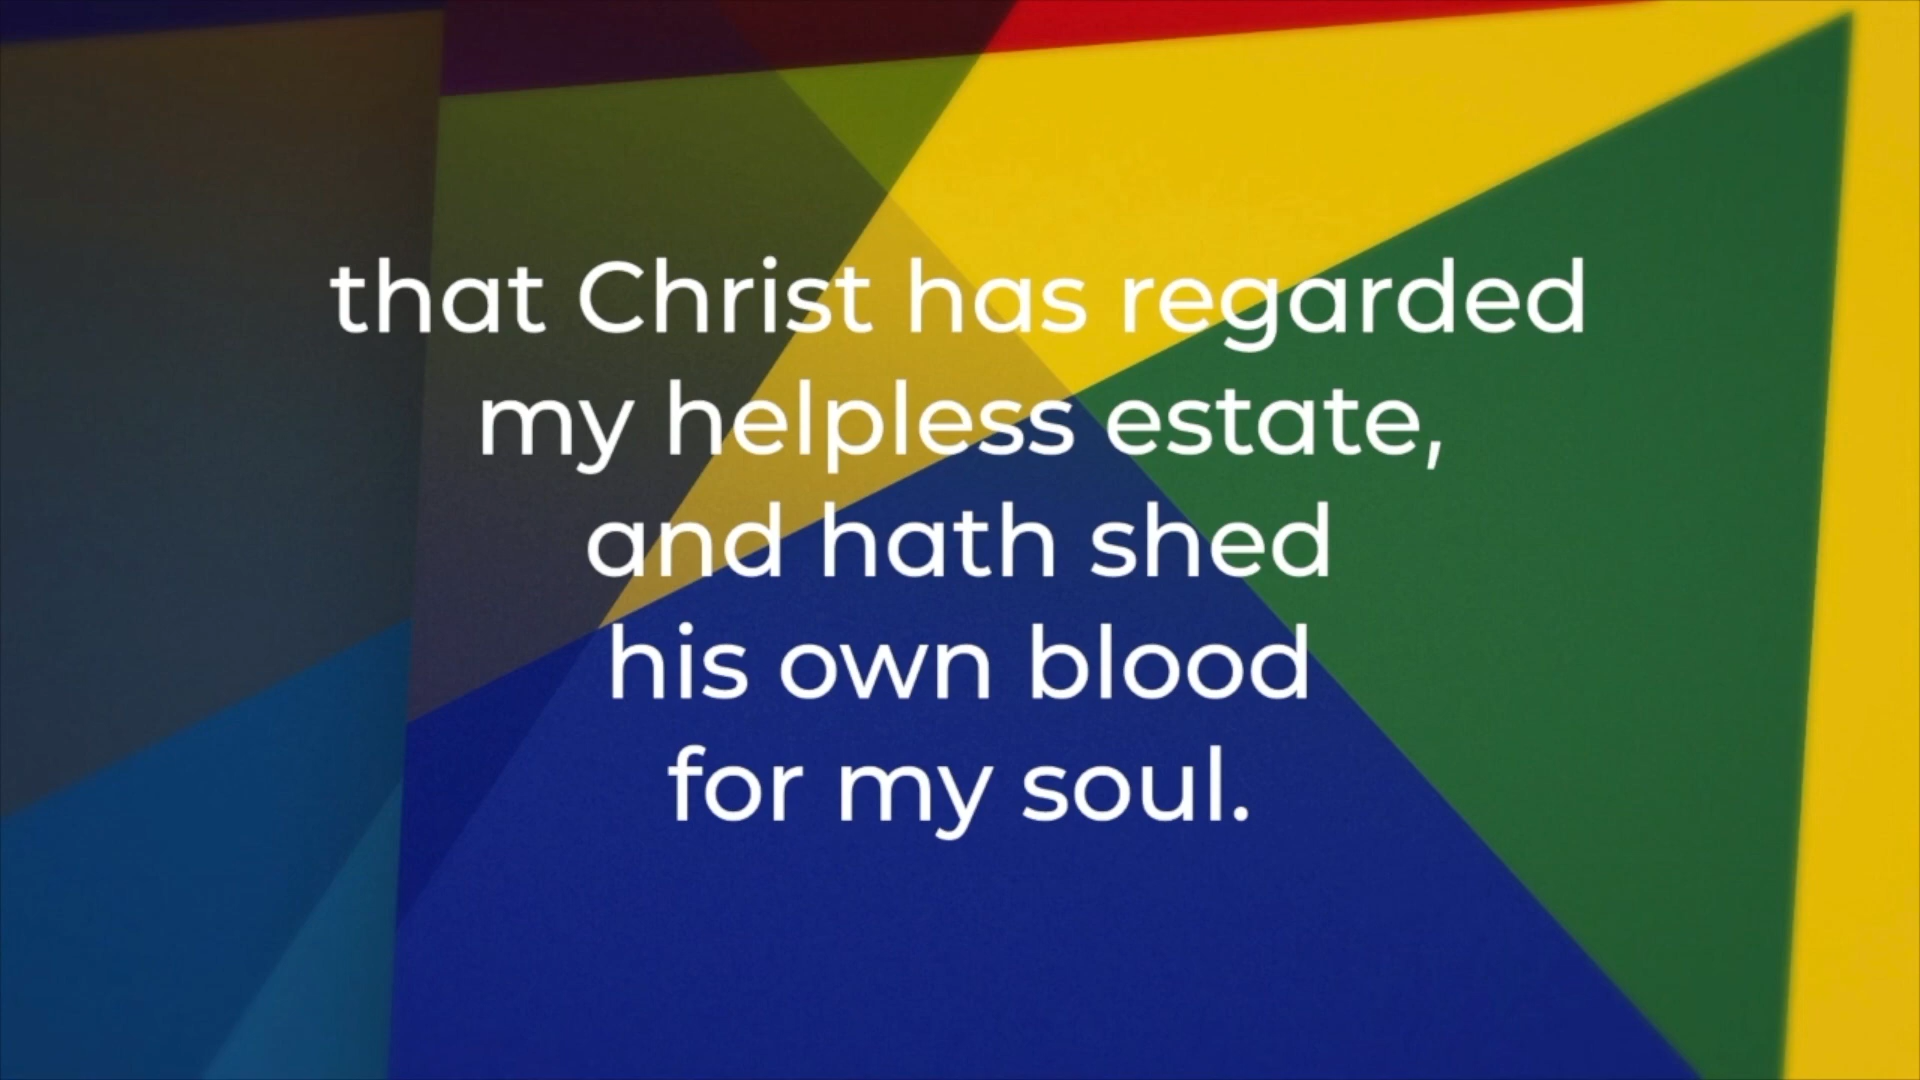 that Christ has regarded
my helpless estate,
and hath shed
his own blood
for my soul.